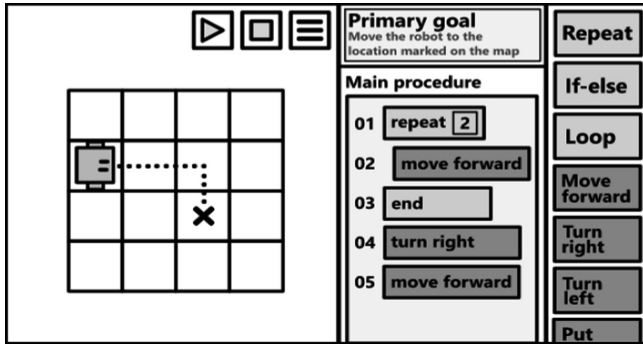 Primary goal
Move the robot to the
location marked on the map
Main procedure
01 repeat 2
02 move forward
03 end
04 turn right
05 move forward
Repeat
If-else
Loop
Move
forward
Turn
right
Turn
left
Put